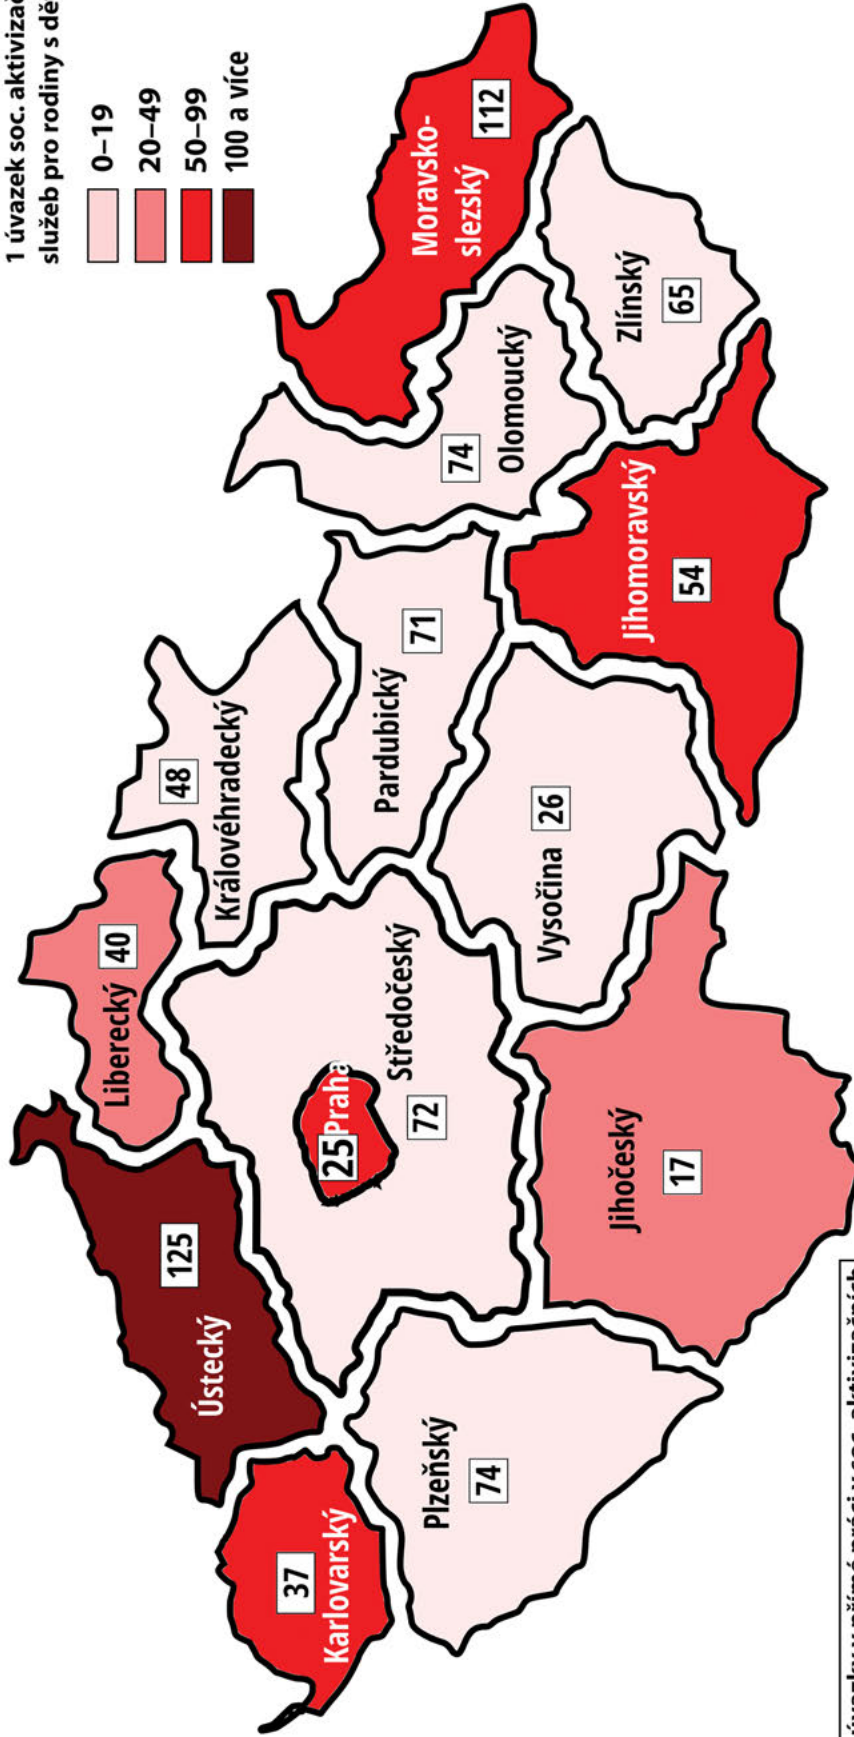 1 úvazek soc.
služeb pro rodiny s
0–19
20–49
50–99
100 a více
Liberecký
40
Ústecký
125
48
Královéhradecký
37
Karlovarský
25
Praha
Středočeský
72
Pardubický
71
74
Olomoucký
Moravsko-
slezský
112
Plzeňský
74
Vysočina
26
Zlínský
65
Jihomoravský
54
Jihočeský
17